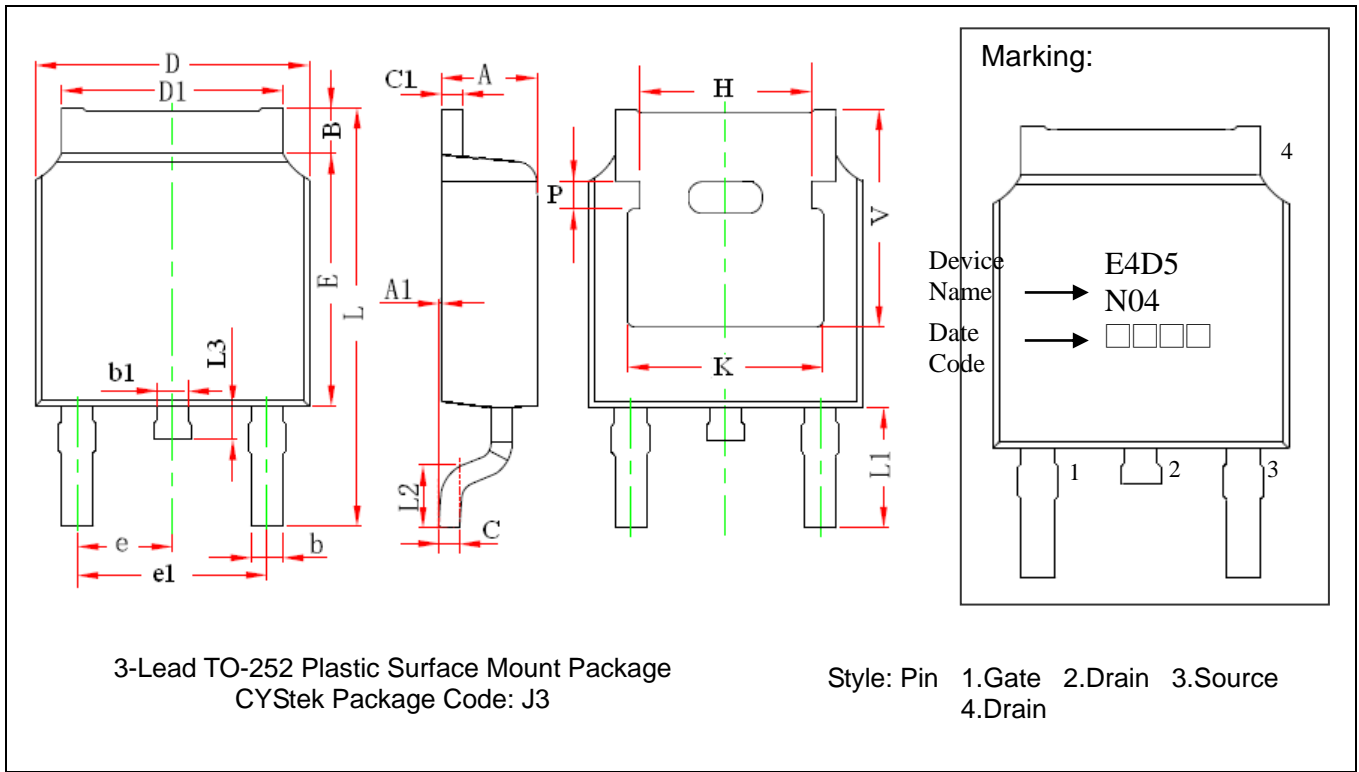 D
D1
B
E
L
b1
L3
e
b
e1
C1
A
A1
L2
C
H
P
V
K
L1
Marking:
4
Device
Name
E4D5
N04
Date
Code
□□□□
1
2
3
3-Lead TO-252 Plastic Surface Mount Package
CYStek Package Code: J3
Style: Pin 1.Gate 2.Drain 3.Source
4.Drain